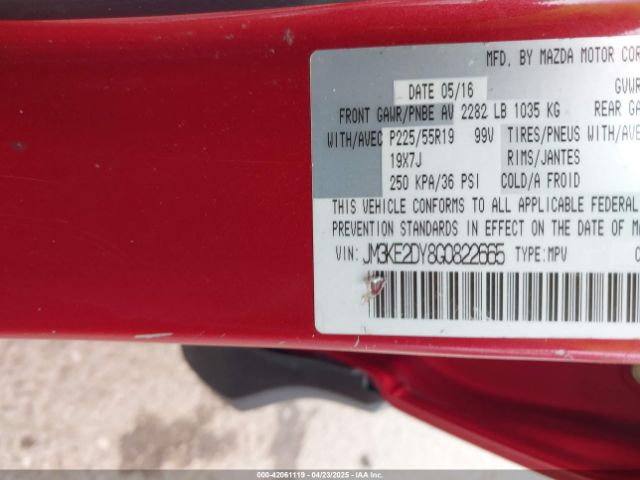 MFD. BY MAZDA MOTOR COR
DATE 05/16
GVWR
FRONT GAWR/PNBE AV 2282 LB 1035 KG
REAR GA
WITH/AVEC P225/55R19 99V TIRES/PNEUS WITH/AVE
19X7J RIMS/JANTES
250 KPA/36 PSI COLD/A FROID
THIS VEHICLE CONFORMS TO ALL APPLICABLE FEDERAL
PREVENTION STANDARDS IN EFFECT ON THE DATE OF MA
VIN: JM3KE2DY8G0822665 TYPE:MPV C
000-42061119 - 04/23/2025 - IAAI.COM